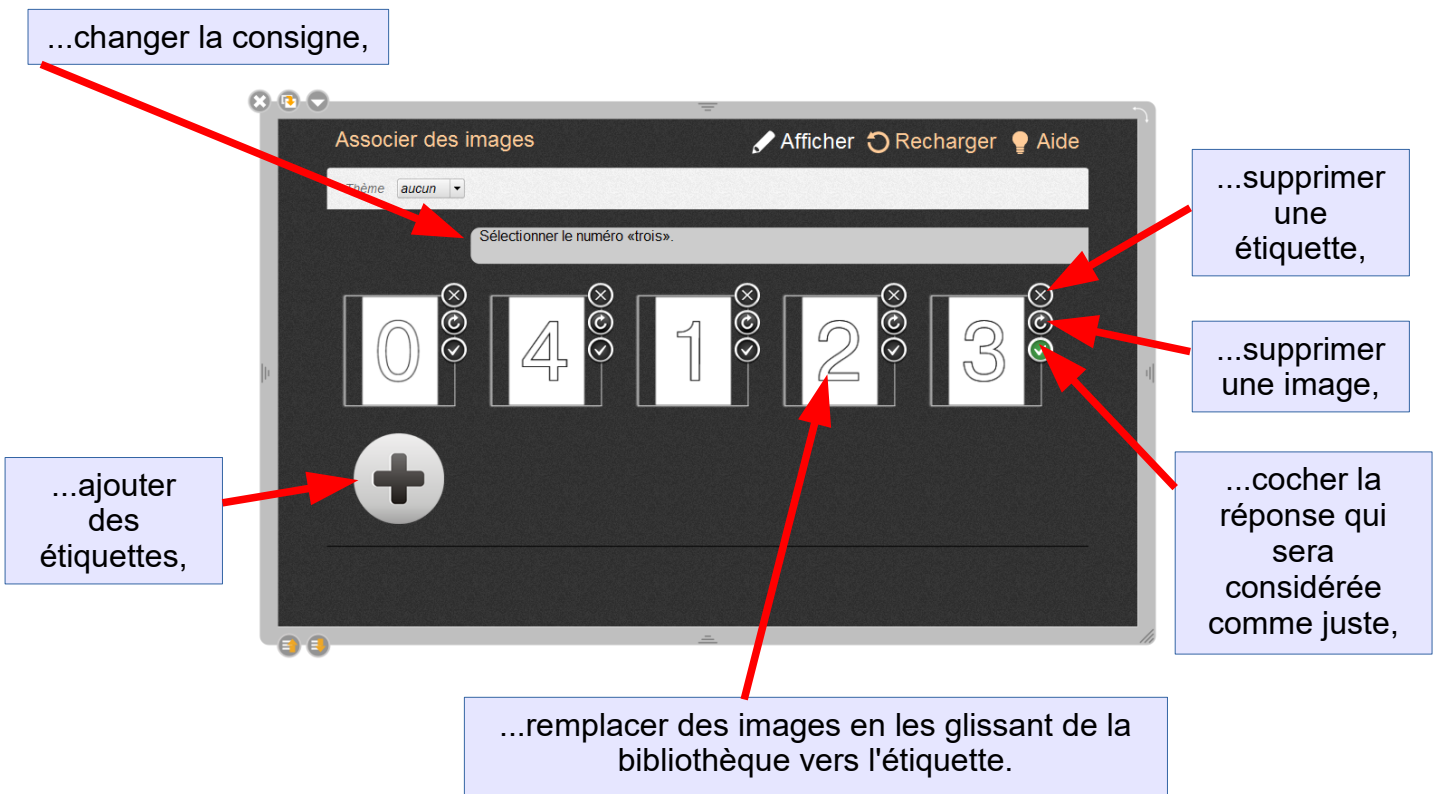 ...changer la consigne,
Associer des images
Afficher
Recharger
Aide
Thème
aucun
Sélectionner le numéro «trois».
0
4
1
2
3
...supprimer
une
étiquette,
...supprimer
une image,
...ajouter
des
étiquettes,
...cocher la
réponse qui
sera
considérée
comme juste,
...remplacer des images en les glissant de la
bibliothèque vers l'étiquette.